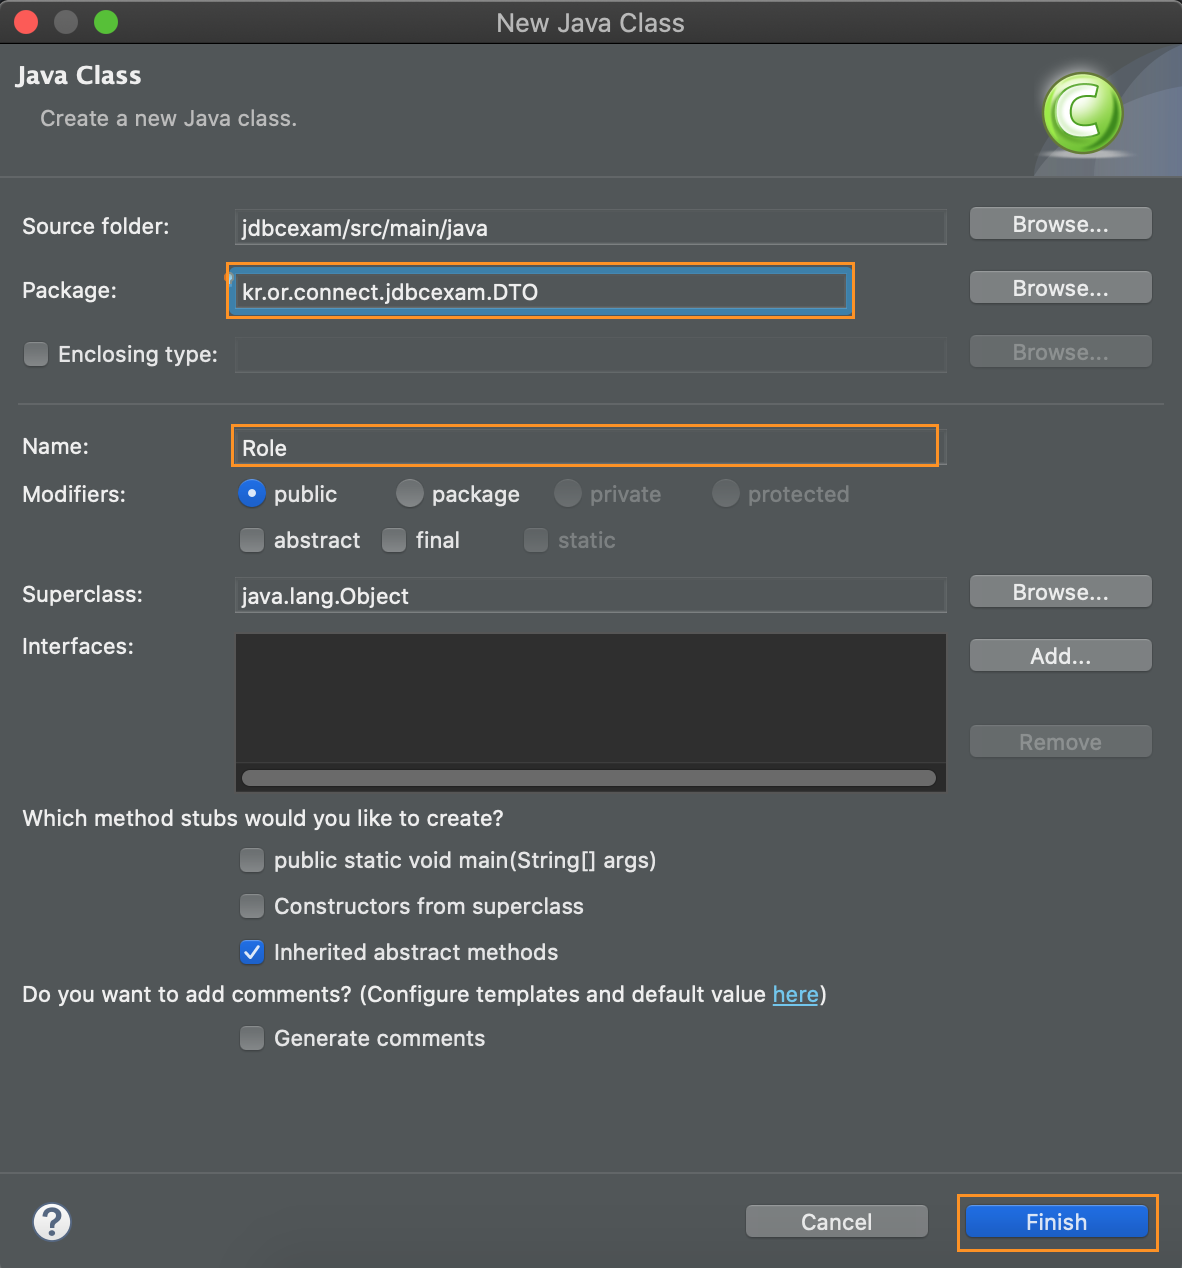 New Java Class
Java Class
Create a new Java class.
C
Source folder: jdbcexam/src/main/java Browse...
Package: kr.or.connect.jdbcexam.DTO Browse...
Enclosing type: Browse...
Name: Role
Modifiers: public package private protected
abstract final static
Superclass: java.lang.Object Browse...
Interfaces: Add...
Remove
Which method stubs would you like to create?
public static void main(String[] args)
Constructors from superclass
Inherited abstract methods
Do you want to add comments? (Configure templates and default value here)
Generate comments
? Cancel Finish